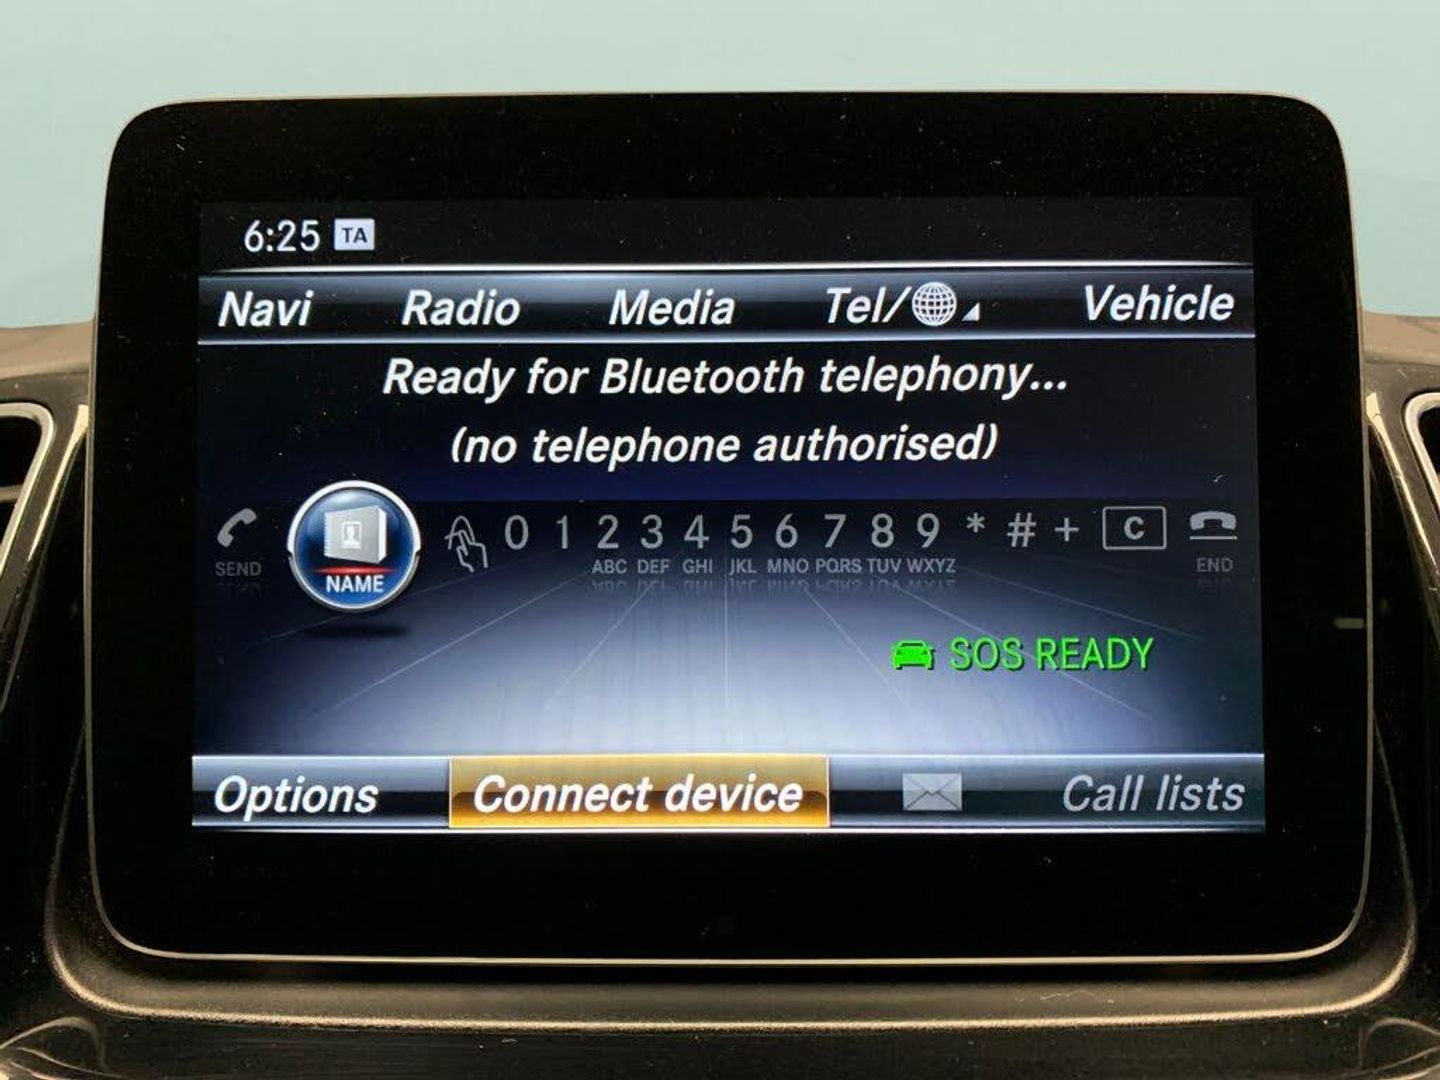 6:25 TA
Navi Radio Media Tel/ Vehicle
Ready for Bluetooth telephony...
(no telephone authorised)
SEND NAME 0 1 2 3 4 5 6 7 8 9 * # + C END
ABC DEF GHI JKL MNO PQRS TUV WXYZ
SOS READY
Options Connect device Call lists